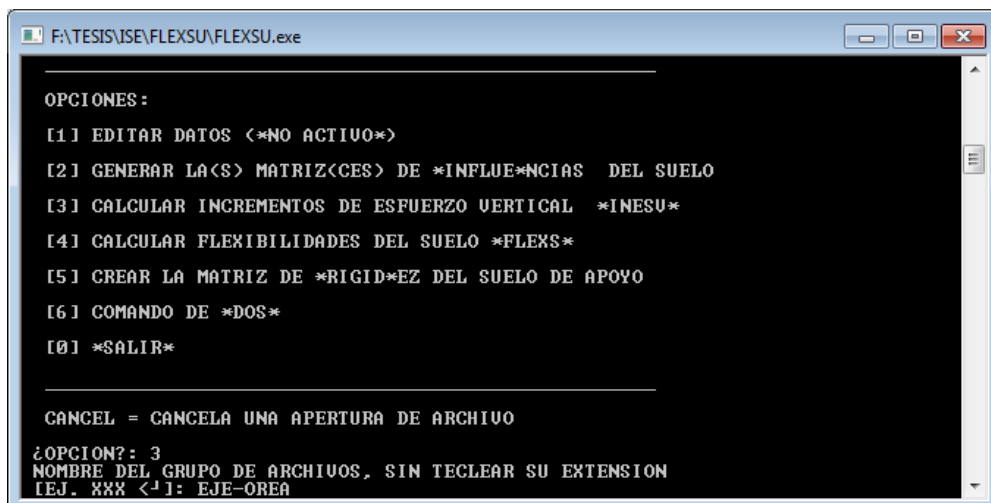 F:\TESIS\ISE\FLEXSU\FLEXSU.exe
OPCIONES:
[1] EDITAR DATOS (*NO ACTIVO*)
[2] GENERAR LA(S) MATRIZ(CES) DE *INFLUE*NCIAS  DEL SUELO
[3] CALCULAR INCREMENTOS DE ESFUERZO VERTICAL  *INESV*
[4] CALCULAR FLEXIBILIDADES DEL SUELO *FLEXS*
[5] CREAR LA MATRIZ DE *RIGID*EZ DEL SUELO DE APOYO
[6] COMANDO DE *DOS*
[0] *SALIR*
CANCEL = CANCELA UNA APERTURA DE ARCHIVO
¿OPCION?: 3
NOMBRE DEL GRUPO DE ARCHIVOS, SIN TECLEAR SU EXTENSION
[EJ. XXX <┘]: EJE-OREA